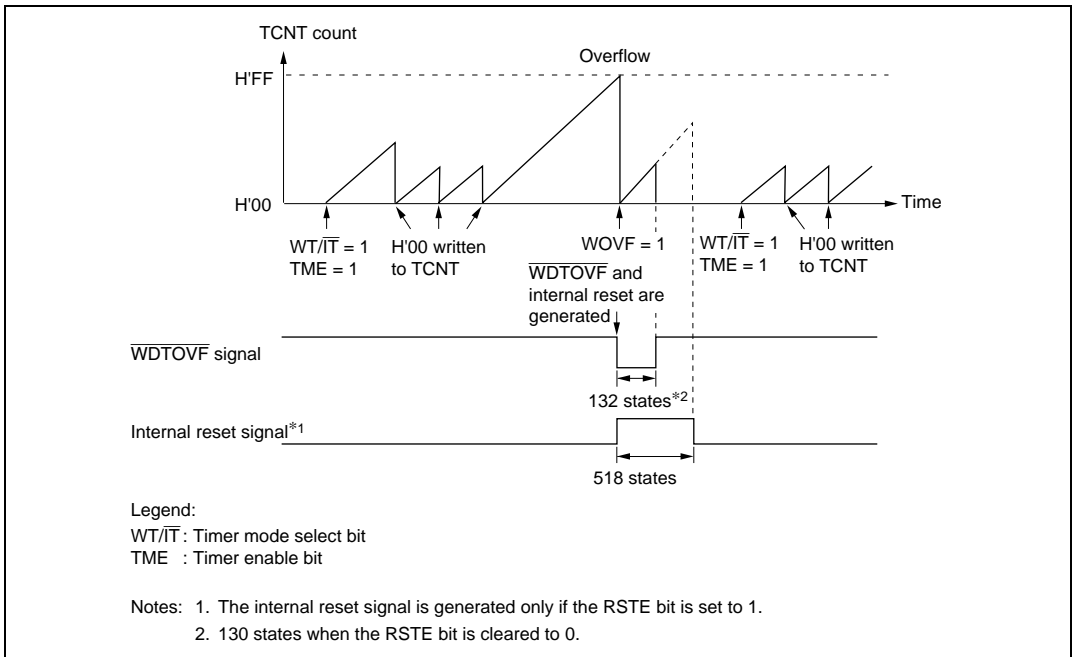 TCNT count
Overflow
H'FF
H'00
Time
WT/IT = 1
TME = 1
H'00 written
to TCNT
WOVF = 1
WT/IT = 1
TME = 1
H'00 written
to TCNT
WDTOVF and
internal reset are
generated
WDTOVF signal
132 states*2
Internal reset signal*1
518 states
Legend:
WT/IT : Timer mode select bit
TME : Timer enable bit
Notes: 1. The internal reset signal is generated only if the RSTE bit is set to 1.
2. 130 states when the RSTE bit is cleared to 0.